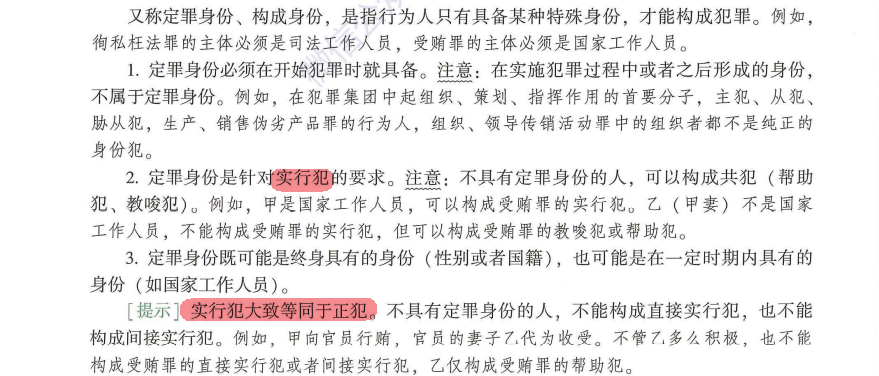 又称定罪身份、构成身份，是指行为人只有具备某种特殊身份，才能构成犯罪。例如，
徇私枉法罪的主体必须是司法工作人员，受贿罪的主体必须是国家工作人员。
1. 定罪身份必须在开始犯罪时就具备。注意：在实施犯罪过程中或者之后形成的身份，
不属于定罪身份。例如，在犯罪集团中起组织、策划、指挥作用的首要分子，主犯、从犯、
胁从犯，生产、销售伪劣产品罪的行为人，组织、领导传销活动罪中的组织者都不是纯正的
身份犯。
2. 定罪身份是针对实行犯的要求。注意：不具有定罪身份的人，可以构成共犯（帮助
犯、教唆犯）。例如，甲是国家工作人员，可以构成受贿罪的实行犯。乙（甲妻）不是国家
工作人员，不能构成受贿罪的实行犯，但可以构成受贿罪的教唆犯或帮助犯。
3. 定罪身份既可能是终身具有的身份（性别或者国籍），也可能是在一定时期内具有的
身份（如国家工作人员）。
［提示］实行犯大致等同于正犯。不具有定罪身份的人，不能构成直接实行犯，也不能
构成间接实行犯。例如，甲向官员行贿，官员的妻子乙代为收受。不管乙多么积极，也不能
构成受贿罪的直接实行犯或者间接实行犯，乙仅构成受贿罪的帮助犯。